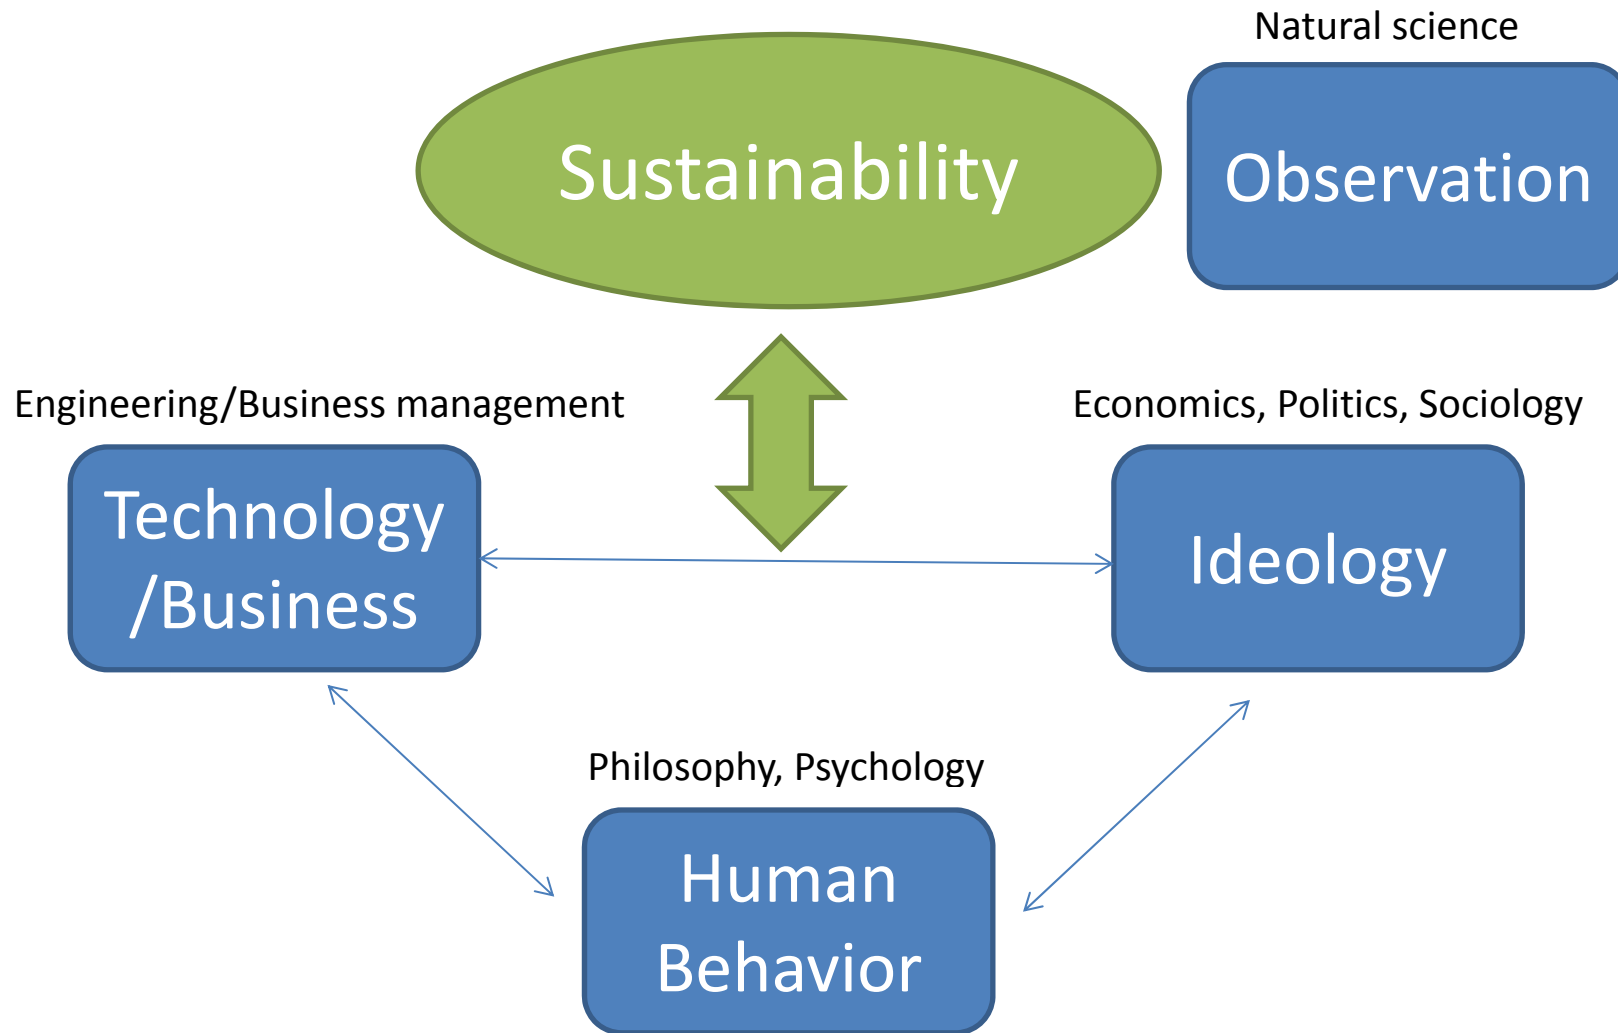 Natural science
Sustainability
Observation
Engineering/Business management
Economics, Politics, Sociology
Technology
/Business
Ideology
Philosophy, Psychology
Human
Behavior